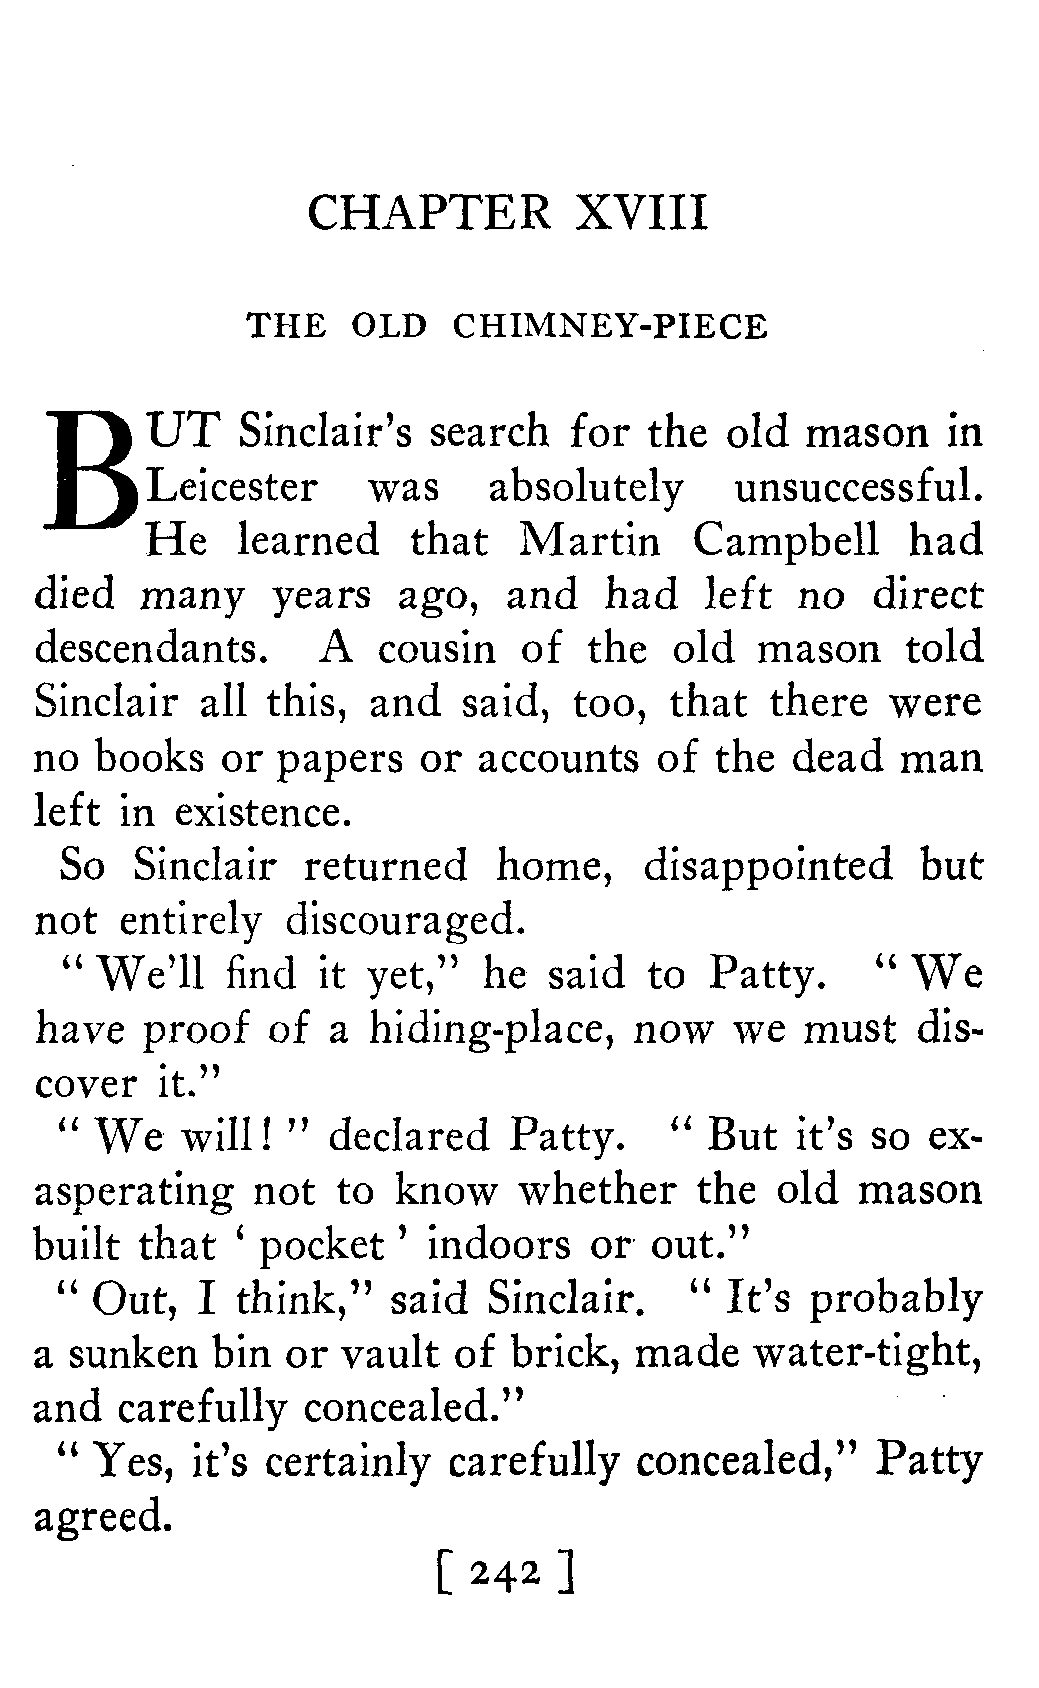 CHAPTER XVIII
THE OLD CHIMNEY-PIECE
BUT Sinclair's search for the old mason in
Leicester was absolutely unsuccessful.
He learned that Martin Campbell had
died many years ago, and had left no direct
descendants. A cousin of the old mason told
Sinclair all this, and said, too, that there were
no books or papers or accounts of the dead man
left in existence.
So Sinclair returned home, disappointed but
not entirely discouraged.
"We'll find it yet," he said to Patty. "We
have proof of a hiding-place, now we must dis-
cover it."
"We will!" declared Patty. "But it's so ex-
asperating not to know whether the old mason
built that 'pocket' indoors or out."
"Out, I think," said Sinclair. "It's probably
a sunken bin or vault of brick, made water-tight,
and carefully concealed."
"Yes, it's certainly carefully concealed," Patty
agreed.
[ 242 ]